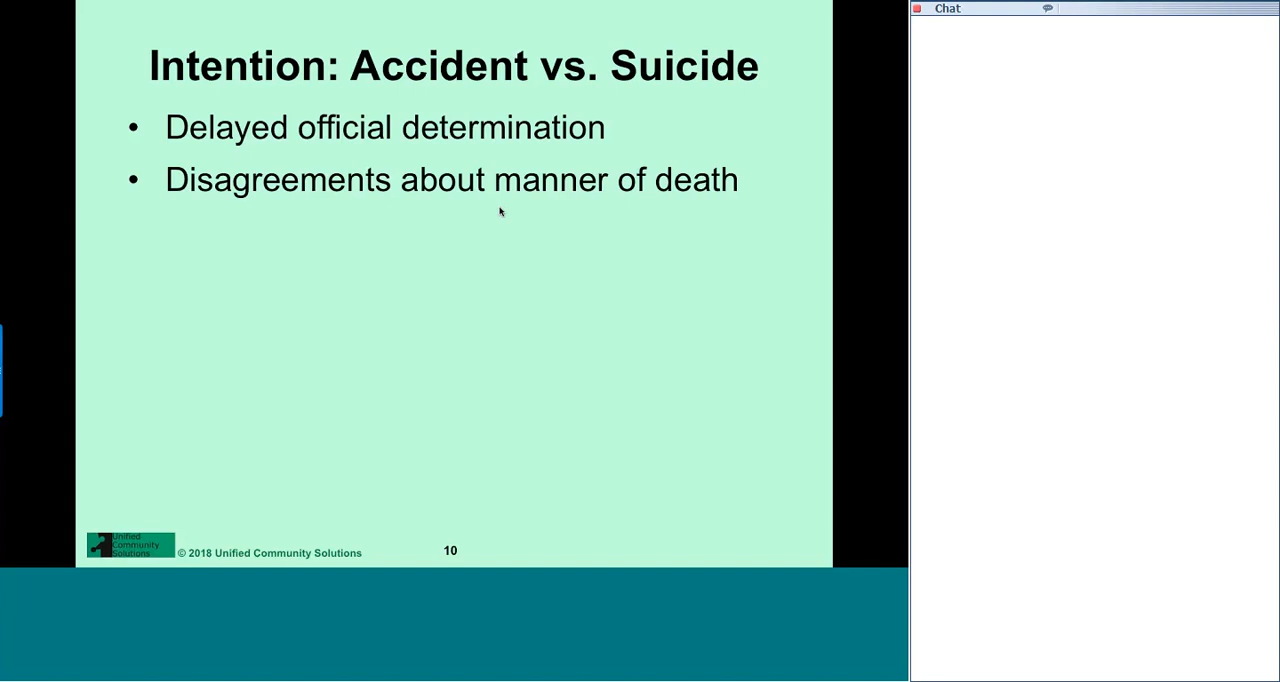 Chat
Intention: Accident vs. Suicide
• Delayed official determination
• Disagreements about manner of death
Unified
Community
Solutions
© 2018 Unified Community Solutions
10